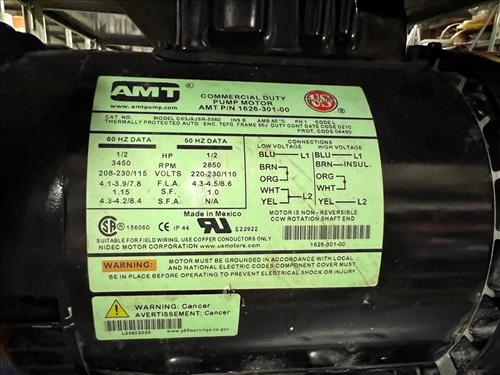 AMT
www.amtpump.com
COMMERCIAL DUTY
PUMP MOTOR
AMT P/N 1626-301-00
US
CAT NO. MODEL C63JXJSR-5560 INS B AMB 40°C PH 1 CODE L
THERMALLY PROTECTED AUTO ENC. TEFC FRAME 56J DUTY CONT DATE CODE 0210
PROT. CODE 0449G
60 HZ DATA 50 HZ DATA
1/2 HP 1/2
3450 RPM 2850
208-230/115 VOLTS 220-230/110
4.1-3.9/7.8 F.L.A. 4.3-4.5/8.6
1.15 S.F. 1.0
4.3-4.2/8.4 S.F.A. N/A
CONNECTIONS
LOW VOLTAGE HIGH VOLTAGE
BLU L1 BLU L1
BRN BRN INSUL.
ORG ORG
WHT WHT
YEL L2 YEL L2
MOTOR IS NON-REVERSIBLE
CCW ROTATION SHAFT END
1626-301-00
Made in Mexico
SA 156060 CE IP 44 E22922
SUITABLE FOR FIELD WIRING, USE COPPER CONDUCTORS ONLY
NIDEC MOTOR CORPORATION www.usmotors.com
WARNING: MOTOR MUST BE GROUNDED IN ACCORDANCE WITH LOCAL
AND NATIONAL ELECTRIC CODES COMPONENT COVER MUST
BE IN PLACE BEFORE OPERATING TO PREVENT ELECTRICAL SHOCK OR INJURY
WARNING: Cancer
AVERTISSEMENT: Cancer
L20622033 www.p65warnings.ca.gov